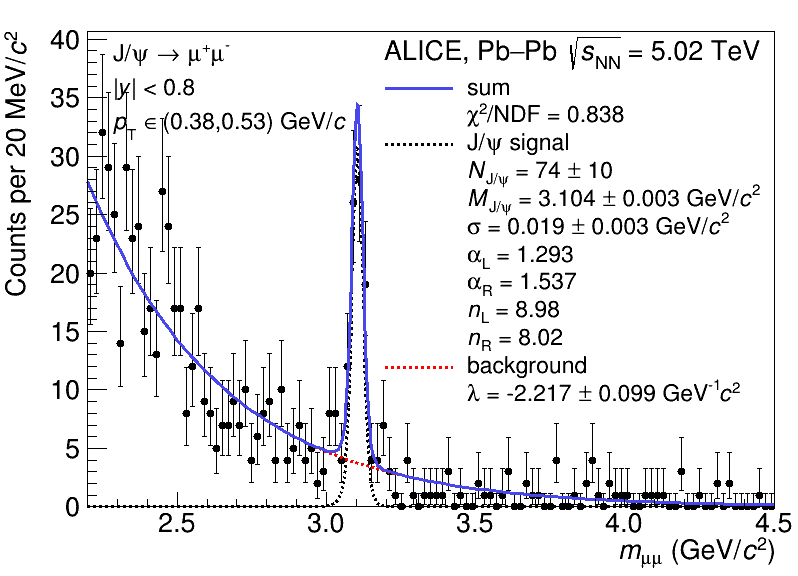 J/ψ → μ⁺μ⁻
|y| < 0.8
p_T ∈ (0.38,0.53) GeV/c
ALICE, Pb–Pb √s_NN = 5.02 TeV
sum
χ²/NDF = 0.838
J/ψ signal
N_J/ψ = 74 ± 10
M_J/ψ = 3.104 ± 0.003 GeV/c²
σ = 0.019 ± 0.003 GeV/c²
α_L = 1.293
α_R = 1.537
n_L = 8.98
n_R = 8.02
background
λ = -2.217 ± 0.099 GeV⁻¹c²
Counts per 20 MeV/c²
40
35
30
25
20
15
10
5
0
2.5 3.0 3.5 4.0 4.5
m_μμ (GeV/c²)